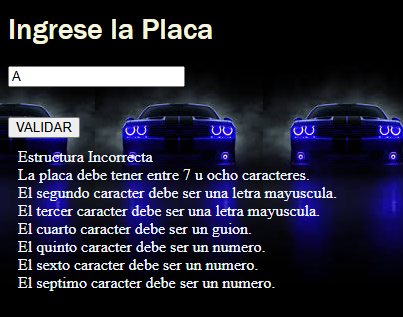 Ingrese la Placa
A
VALIDAR
Estructura Incorrecta
La placa debe tener entre 7 u ocho caracteres.
El segundo caracter debe ser una letra mayuscula.
El tercer caracter debe ser una letra mayuscula.
El cuarto caracter debe ser un guion.
El quinto caracter debe ser un numero.
El sexto caracter debe ser un numero.
El septimo caracter debe ser un numero.